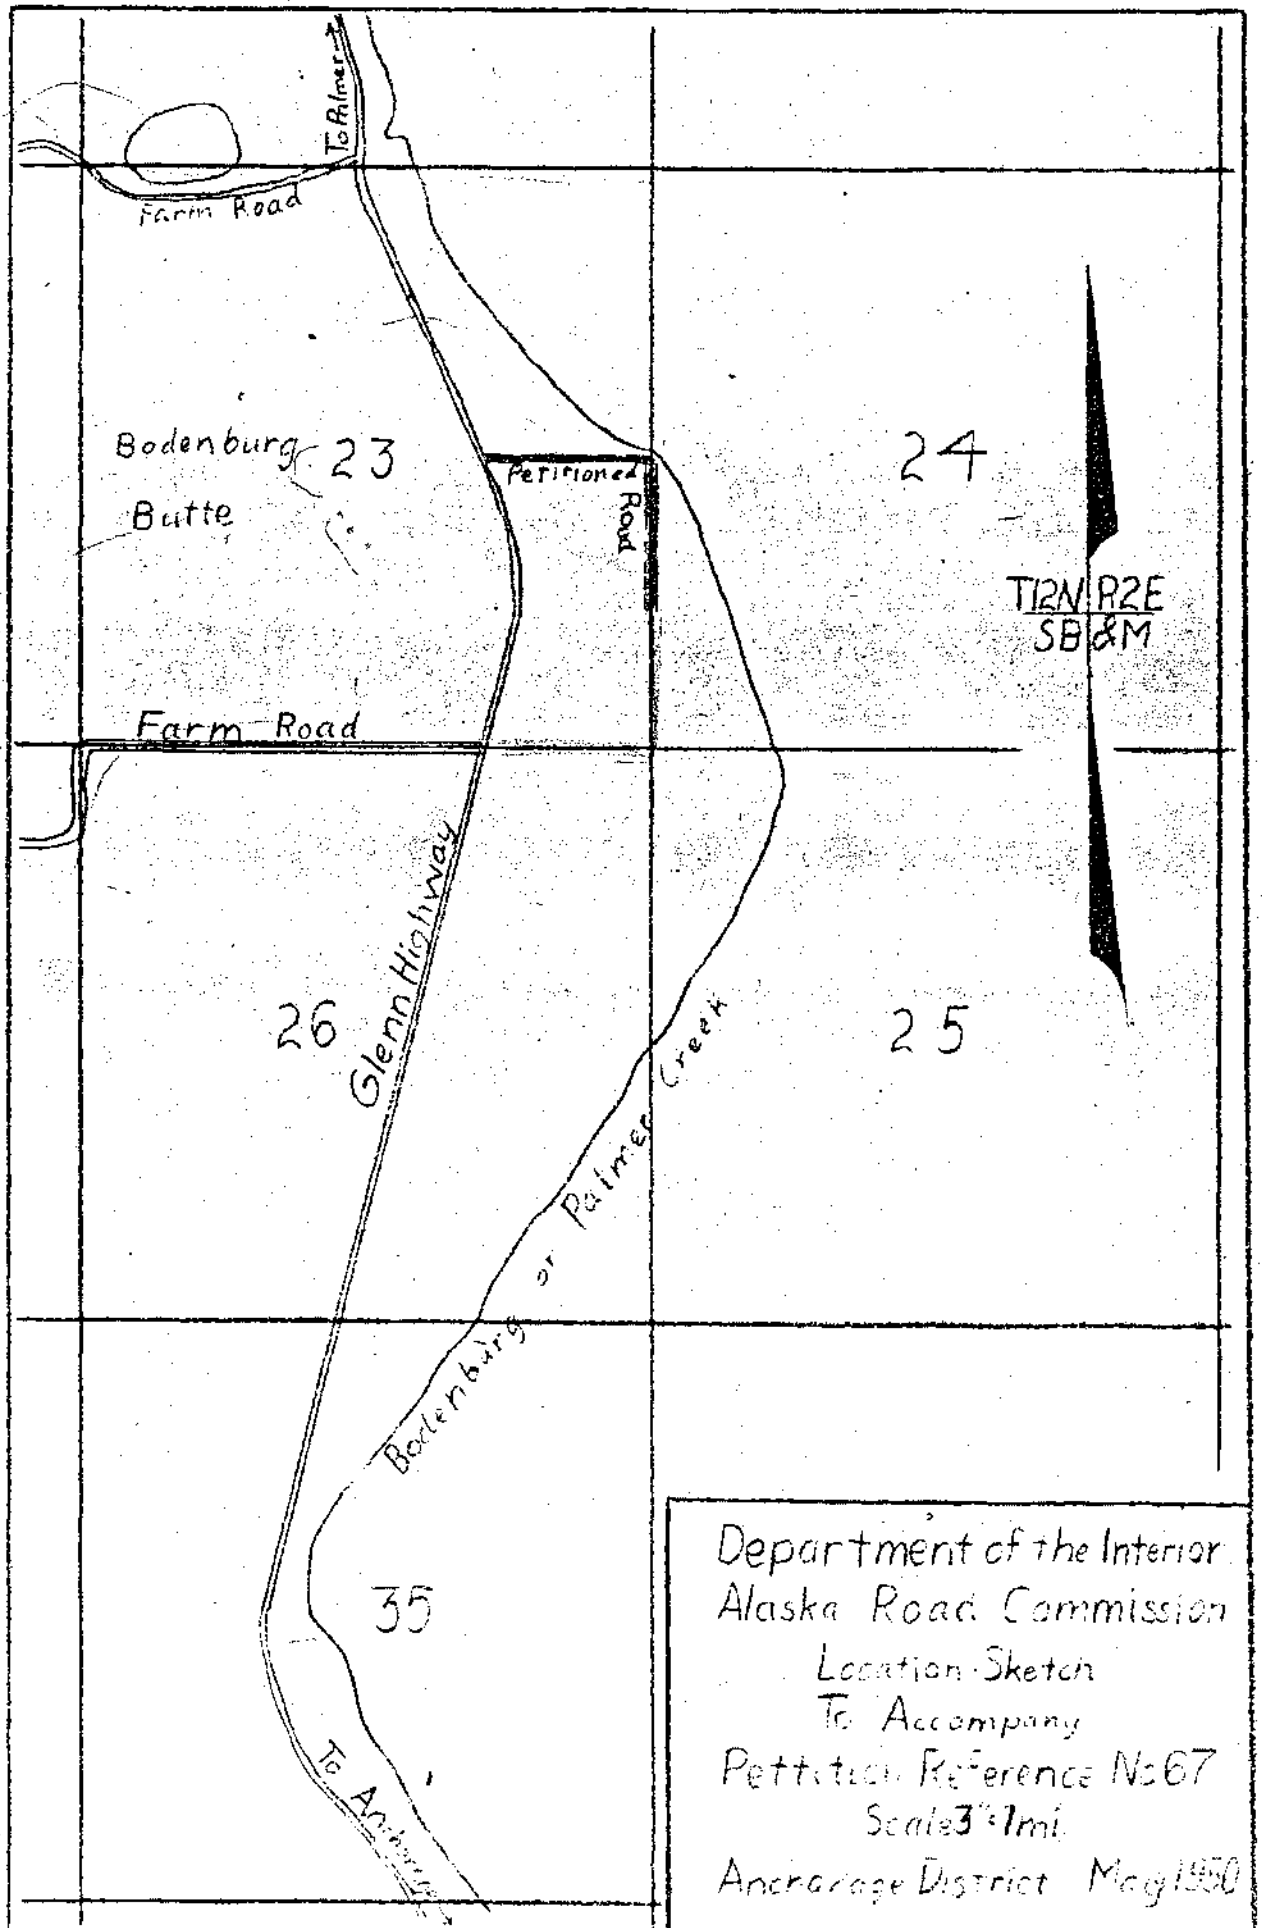 To Palmer
Farm Road
Bodenburg 23
Butte
24
Petitioned
Road
T12N R2E
SB &M
Farm Road
Glenn Highway
26
25
Bodenburg or Palmer Creek
35
To Anchorage
Department of the Interior
Alaska Road Commission
Location Sketch
To Accompany
Pettition Reference No 67
Scale 3"=1mi.
Anchorage District May 1950